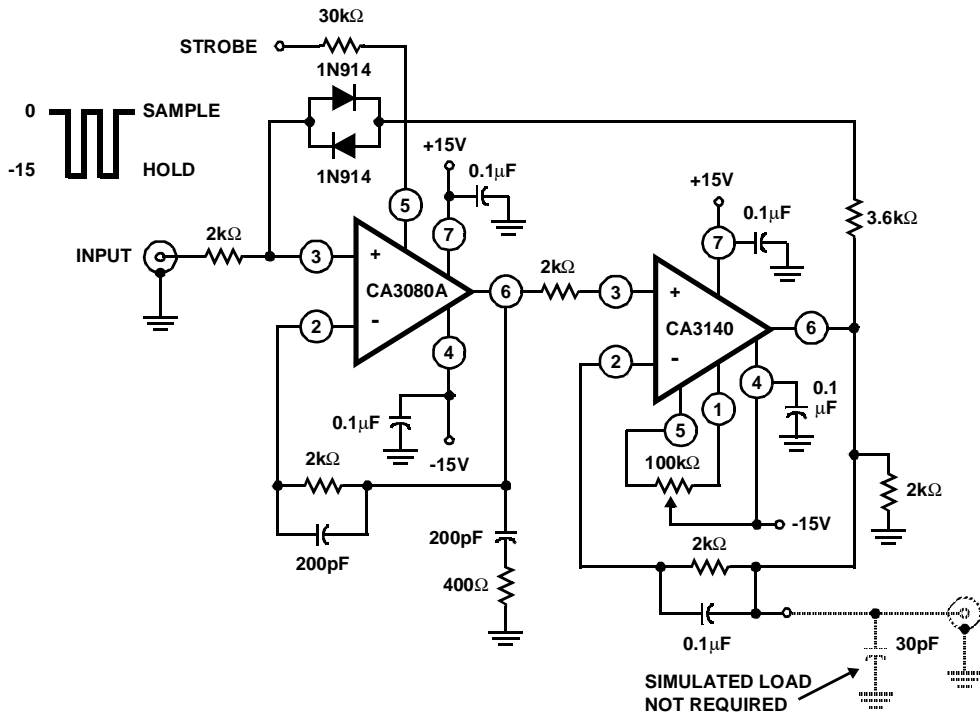 30kΩ
STROBE
1N914
0
SAMPLE
-15
HOLD
1N914
+15V
0.1µF
5
7
+15V
0.1µF
7
3.6kΩ
INPUT
2kΩ
3
+
CA3080A
6
2kΩ
3
+
CA3140
6
2
-
4
2
-
4
0.1
µF
1
5
0.1µF
-15V
100kΩ
-15V
2kΩ
2kΩ
200pF
200pF
400Ω
2kΩ
0.1µF
30pF
SIMULATED LOAD
NOT REQUIRED